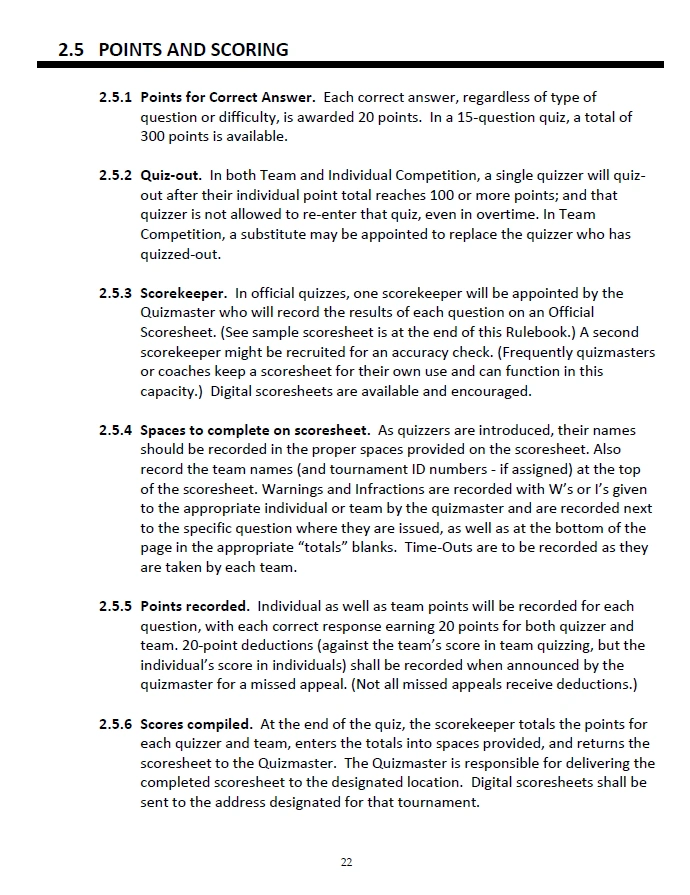 2.5 POINTS AND SCORING
2.5.1 Points for Correct Answer. Each correct answer, regardless of type of
question or difficulty, is awarded 20 points. In a 15-question quiz, a total of
300 points is available.
2.5.2 Quiz-out. In both Team and Individual Competition, a single quizzer will quiz-
out after their individual point total reaches 100 or more points; and that
quizzer is not allowed to re-enter that quiz, even in overtime. In Team
Competition, a substitute may be appointed to replace the quizzer who has
quizzed-out.
2.5.3 Scorekeeper. In official quizzes, one scorekeeper will be appointed by the
Quizmaster who will record the results of each question on an Official
Scoresheet. (See sample scoresheet is at the end of this Rulebook.) A second
scorekeeper might be recruited for an accuracy check. (Frequently quizmasters
or coaches keep a scoresheet for their own use and can function in this
capacity.) Digital scoresheets are available and encouraged.
2.5.4 Spaces to complete on scoresheet. As quizzers are introduced, their names
should be recorded in the proper spaces provided on the scoresheet. Also
record the team names (and tournament ID numbers - if assigned) at the top
of the scoresheet. Warnings and Infractions are recorded with W’s or I’s given
to the appropriate individual or team by the quizmaster and are recorded next
to the specific question where they are issued, as well as at the bottom of the
page in the appropriate “totals” blanks. Time-Outs are to be recorded as they
are taken by each team.
2.5.5 Points recorded. Individual as well as team points will be recorded for each
question, with each correct response earning 20 points for both quizzer and
team. 20-point deductions (against the team’s score in team quizzing, but the
individual’s score in individuals) shall be recorded when announced by the
quizmaster for a missed appeal. (Not all missed appeals receive deductions.)
2.5.6 Scores compiled. At the end of the quiz, the scorekeeper totals the points for
each quizzer and team, enters the totals into spaces provided, and returns the
scoresheet to the Quizmaster. The Quizmaster is responsible for delivering the
completed scoresheet to the designated location. Digital scoresheets shall be
sent to the address designated for that tournament.
22